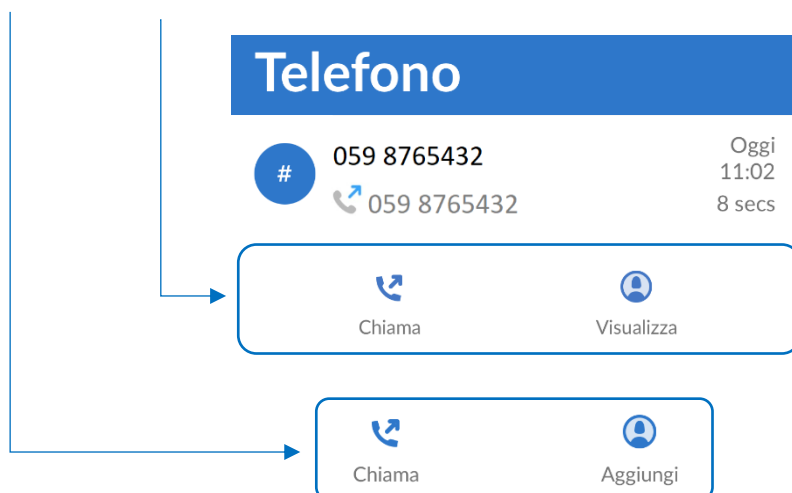 Telefono
# 059 8765432 Oggi
11:02
059 8765432 8 secs
Chiama Visualizza
Chiama Aggiungi